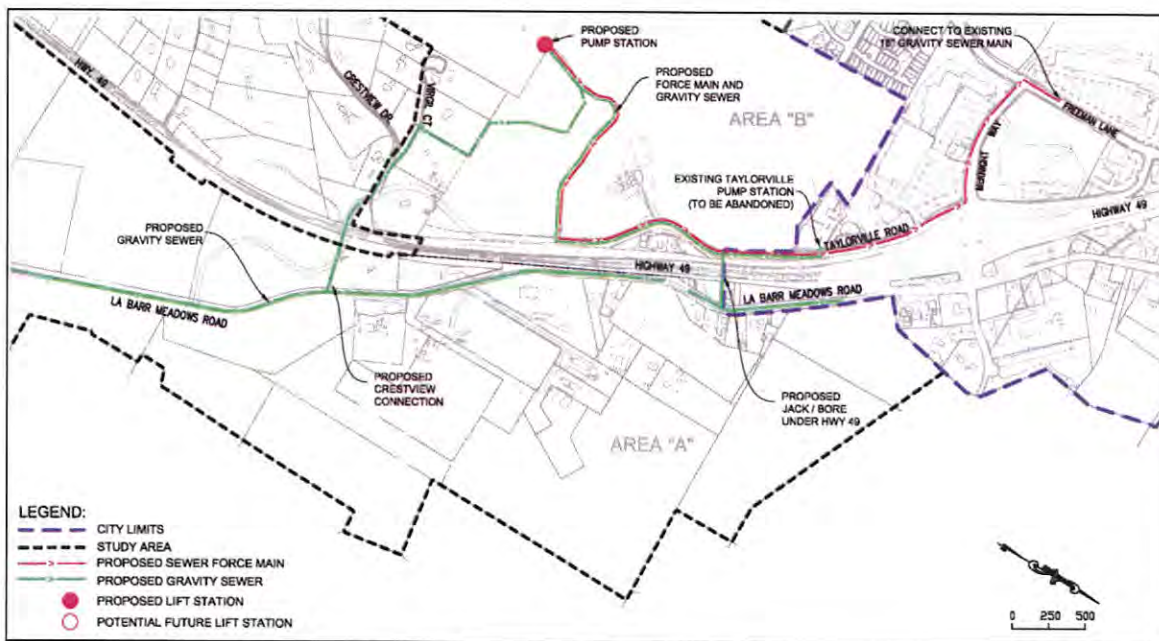 PROPOSED
PUMP STATION
CONNECT TO EXISTING
18" GRAVITY SEWER MAIN
HWY 49
CRESTVIEW DR
VIRGIL CT
PROPOSED
FORCE MAIN AND
GRAVITY SEWER
AREA "B"
FREEMAN LANE
McKNIGHT WAY
EXISTING TAYLORVILLE
PUMP STATION
(TO BE ABANDONED)
HIGHWAY 49
TAYLORVILLE ROAD
PROPOSED
GRAVITY SEWER
HIGHWAY 49
LA BARR MEADOWS ROAD
LA BARR MEADOWS ROAD
PROPOSED
CRESTVIEW
CONNECTION
PROPOSED
JACK / BORE
UNDER HWY 49
AREA "A"
LEGEND:
CITY LIMITS
STUDY AREA
PROPOSED SEWER FORCE MAIN
PROPOSED GRAVITY SEWER
PROPOSED LIFT STATION
POTENTIAL FUTURE LIFT STATION
0 250 500